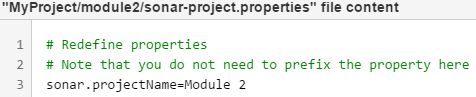 "MyProject/module2/sonar-project.properties" file content
1 # Redefine properties
2 # Note that you do not need to prefix the property here
3 sonar.projectName=Module 2